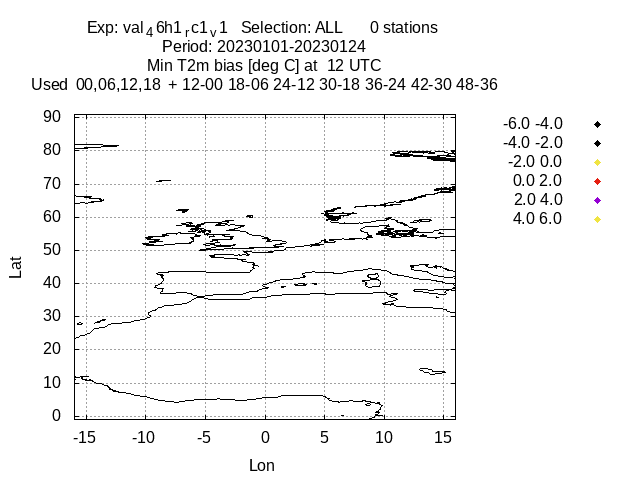 Exp: val46h1rc1v1   Selection: ALL      0 stations
Period: 20230101-20230124
Min T2m bias [deg C] at  12 UTC
Used  00,06,12,18  + 12-00 18-06 24-12 30-18 36-24 42-30 48-36
90
80
70
60
50
40
30
20
10
0
Lat
-15 -10 -5 0 5 10 15
Lon
-6.0 -4.0
-4.0 -2.0
-2.0 0.0
0.0 2.0
2.0 4.0
4.0 6.0